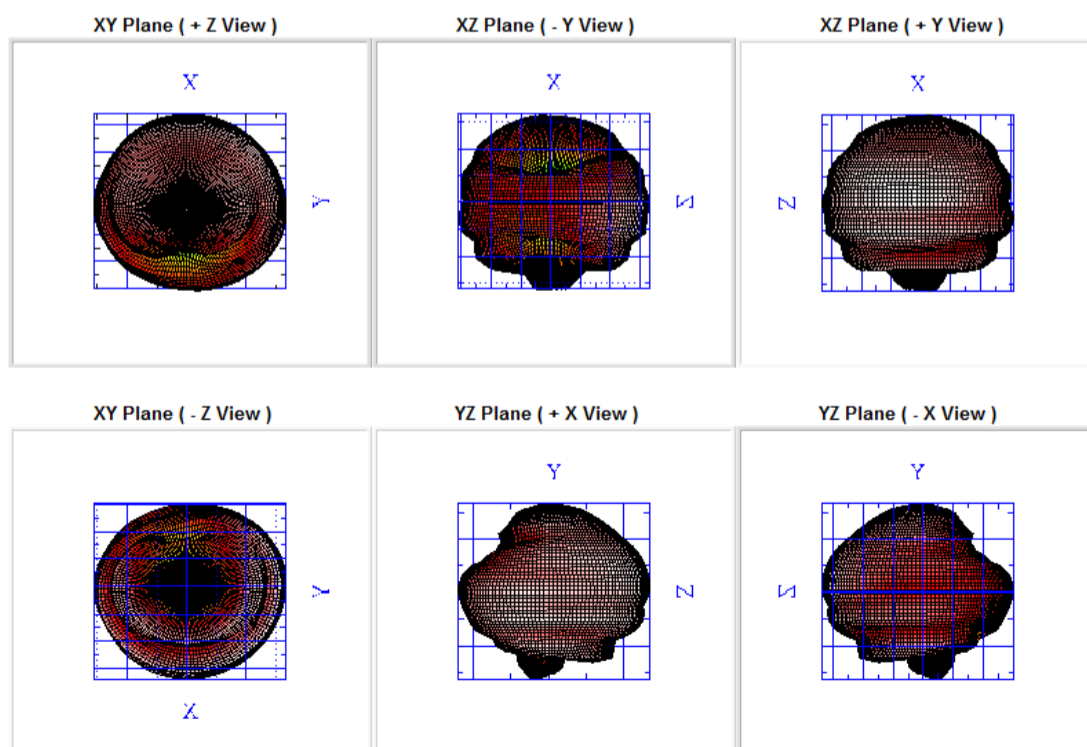 XY Plane ( + Z View )
XZ Plane ( - Y View )
XZ Plane ( + Y View )
X
X
X
Y
Z
Z
XY Plane ( - Z View )
YZ Plane ( + X View )
YZ Plane ( - X View )
Y
Y
Y
Z
Z
X